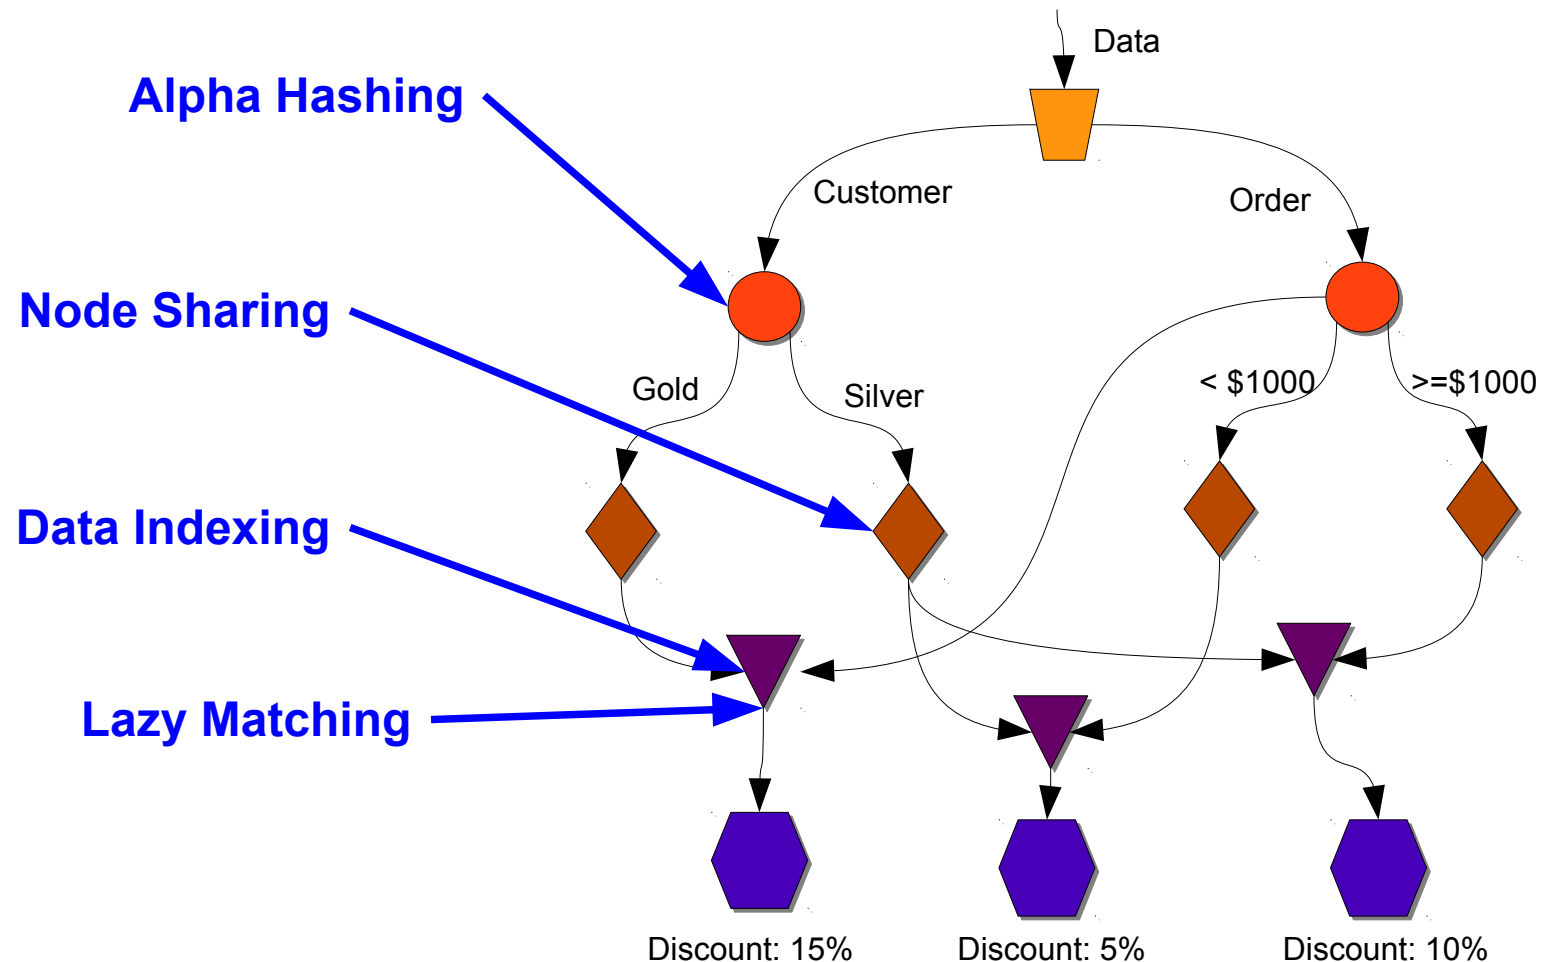 Data
Alpha Hashing
Customer
Order
Node Sharing
Gold
Silver
< $1000
>=$1000
Data Indexing
Lazy Matching
Discount: 15%
Discount: 5%
Discount: 10%